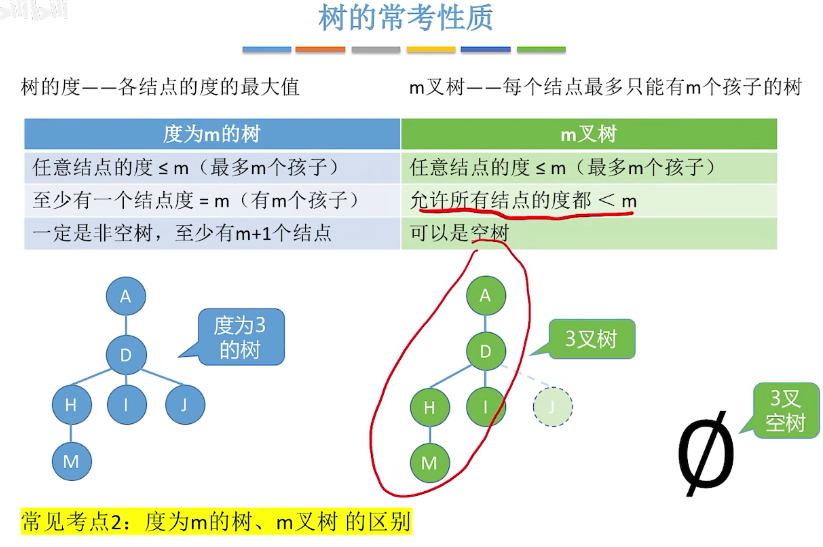 树的常考性质
树的度——各结点的度的最大值
m叉树——每个结点最多只能有m个孩子的树
度为m的树
m叉树
任意结点的度 ≤ m（最多m个孩子）
任意结点的度 ≤ m（最多m个孩子）
至少有一个结点度 = m（有m个孩子）
允许所有结点的度都 ＜ m
一定是非空树，至少有m+1个结点
可以是空树
A
D
H
I
J
M
度为3
的树
A
D
H
I
J
M
3叉树
∅
3叉
空树
常见考点2：度为m的树、m叉树 的区别